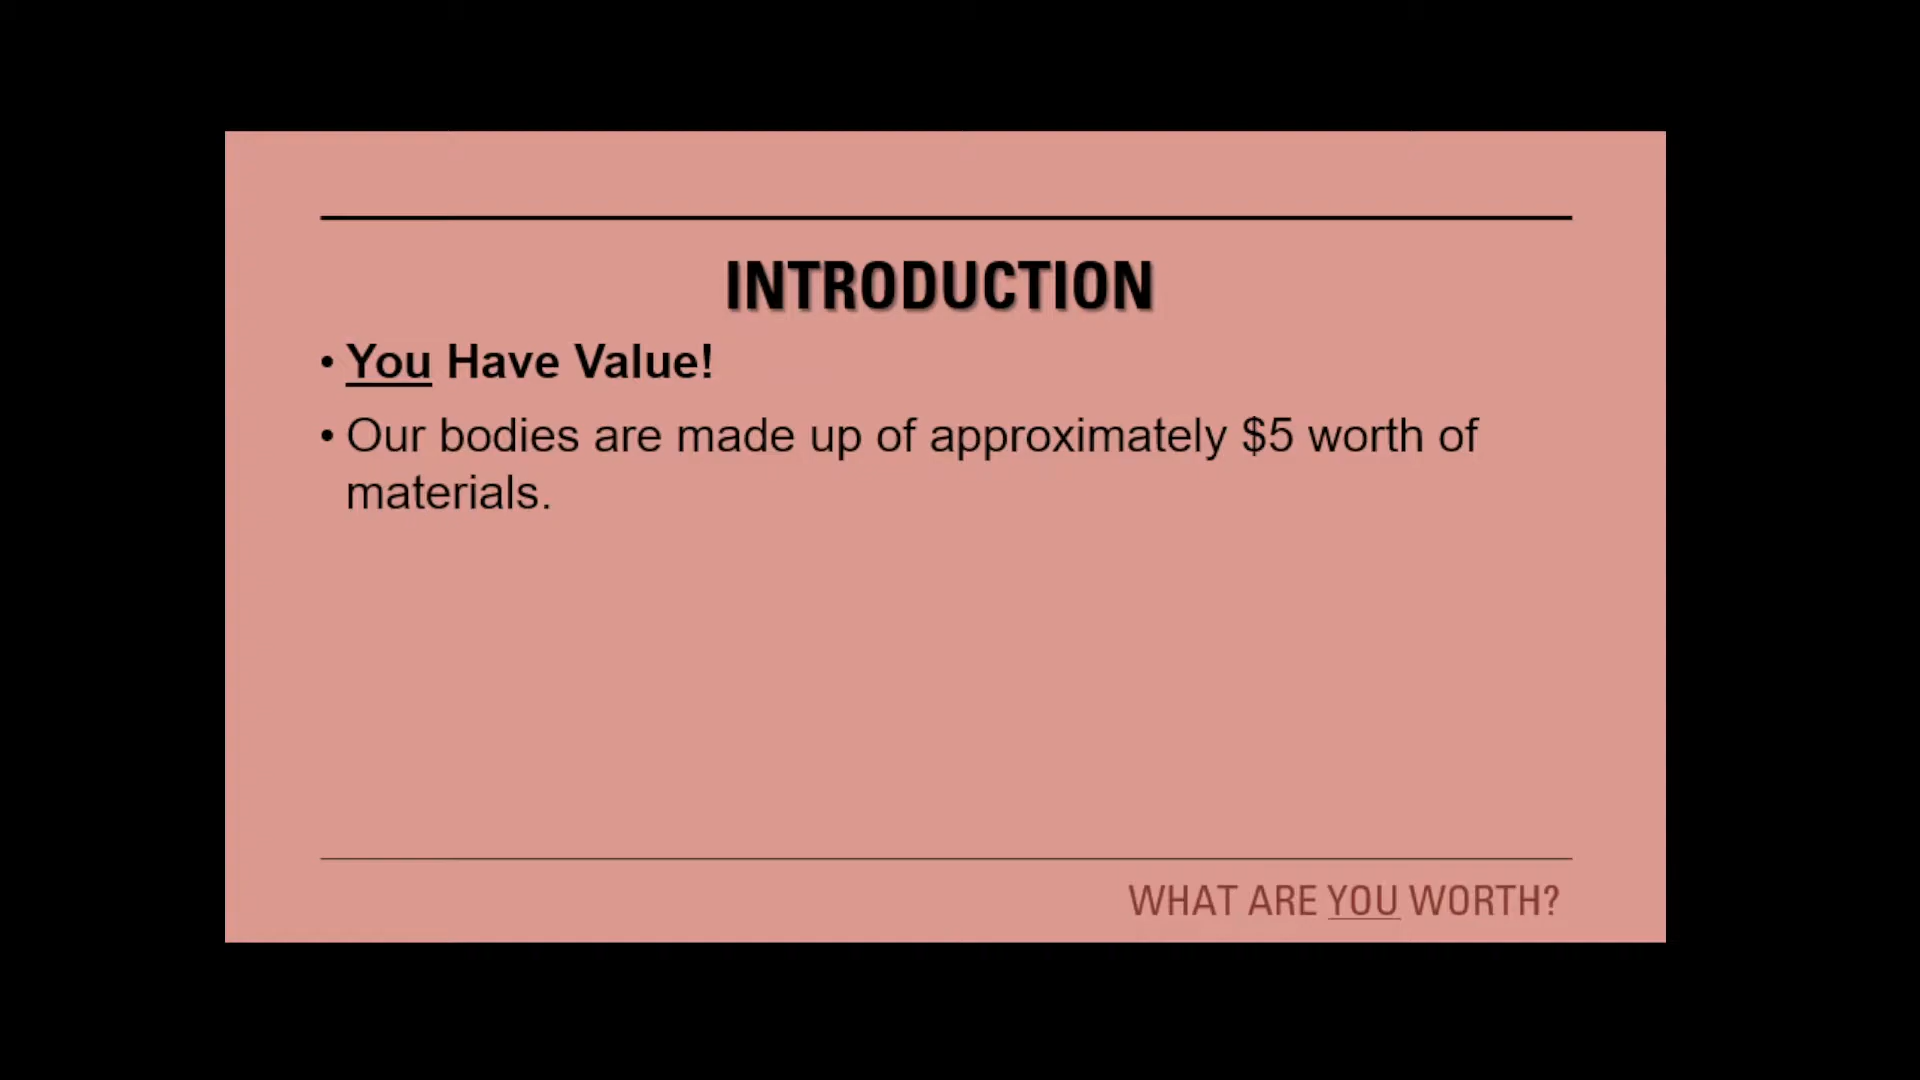 INTRODUCTION
• You Have Value!
• Our bodies are made up of approximately $5 worth of
materials.
WHAT ARE YOU WORTH?